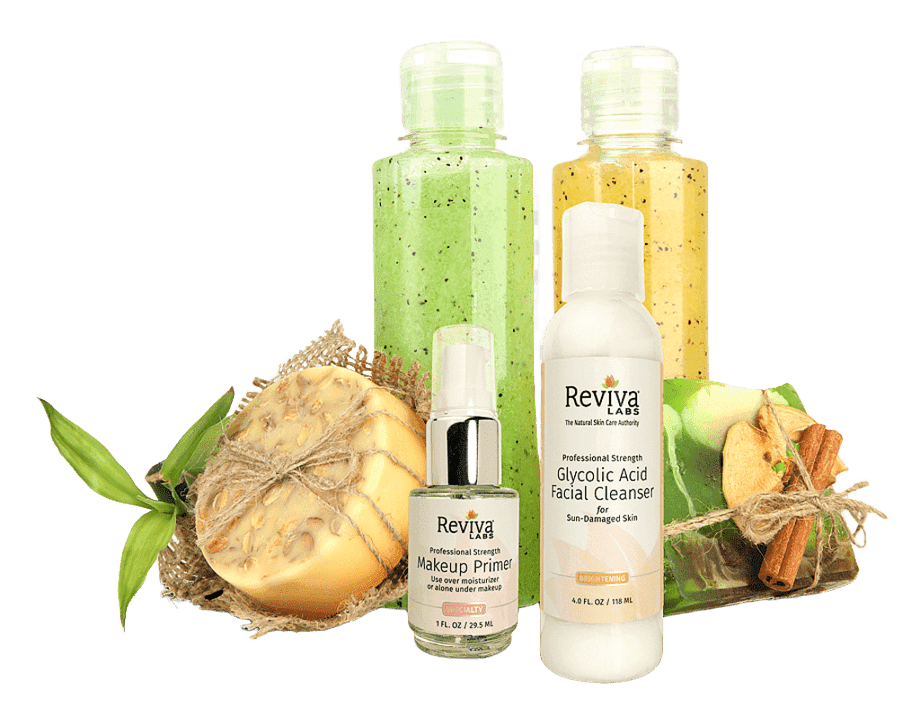 Reviva
LABS
Professional Strength
Makeup Primer
Use over moisturizer
or alone under makeup
SPECIALTY
1 FL. OZ / 29.5 ML
Reviva
LABS
The Natural Skin Care Authority
Professional Strength
Glycolic Acid
Facial Cleanser
for
Sun-Damaged Skin
BRIGHTENING
4.0 FL. OZ / 118 ML